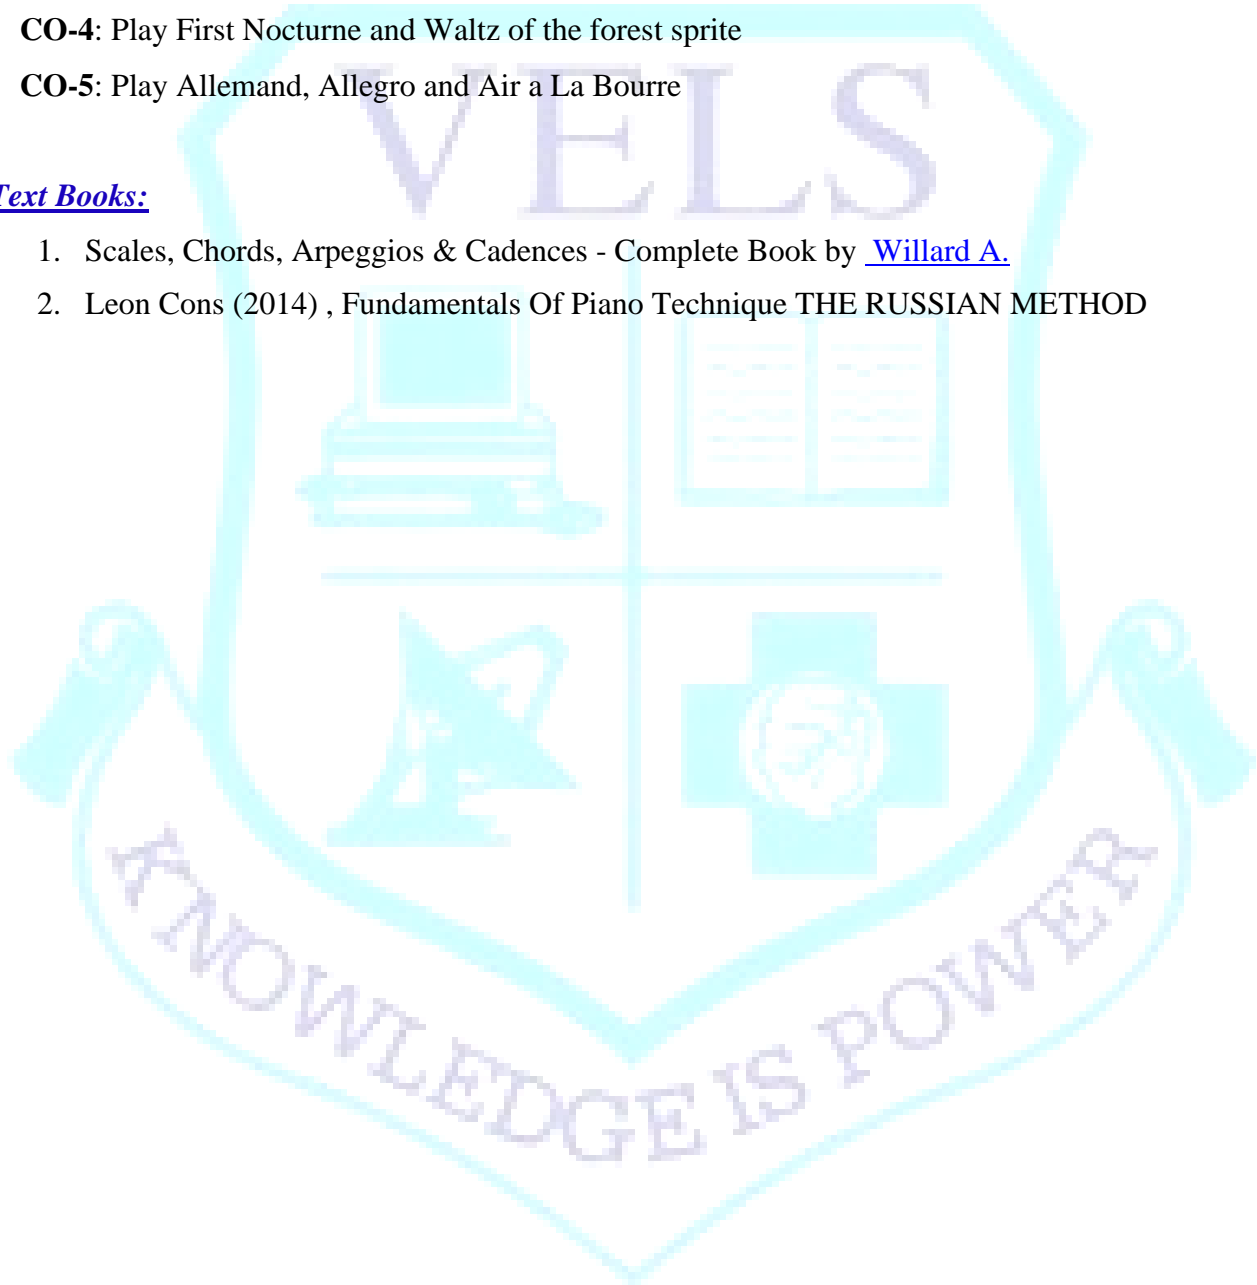 CO-4: Play First Nocturne and Waltz of the forest sprite
CO-5: Play Allemand, Allegro and Air a La Bourre
VELS
Text Books:
1. Scales, Chords, Arpeggios & Cadences - Complete Book by Willard A.
2. Leon Cons (2014) , Fundamentals Of Piano Technique THE RUSSIAN METHOD
KNOWLEDGE IS POWER